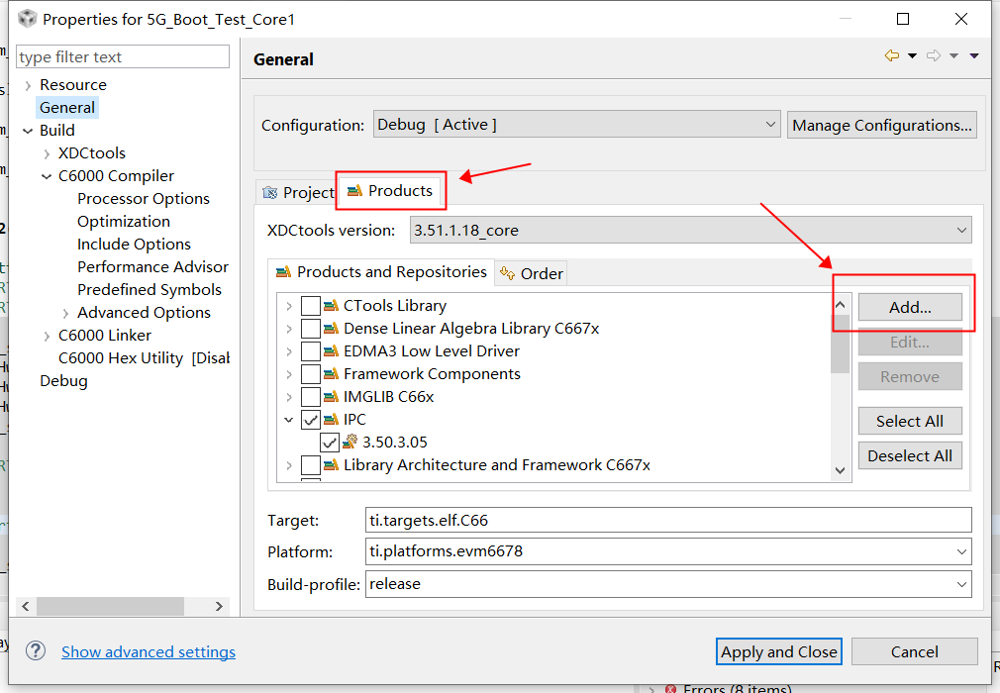 Properties for 5G_Boot_Test_Core1
type filter text
Resource
General
Build
XDCtools
C6000 Compiler
Processor Options
Optimization
Include Options
Performance Advisor
Predefined Symbols
Advanced Options
C6000 Linker
C6000 Hex Utility [Disab
Debug
General
Configuration: Debug [ Active ] Manage Configurations...
Project Products
XDCtools version: 3.51.1.18_core
Products and Repositories Order
CTools Library
Dense Linear Algebra Library C667x
EDMA3 Low Level Driver
Framework Components
IMGLIB C66x
IPC
3.50.3.05
Library Architecture and Framework C667x
Add...
Edit...
Remove
Select All
Deselect All
Target: ti.targets.elf.C66
Platform: ti.platforms.evm6678
Build-profile: release
Show advanced settings
Apply and Close Cancel
Errors (8 items)